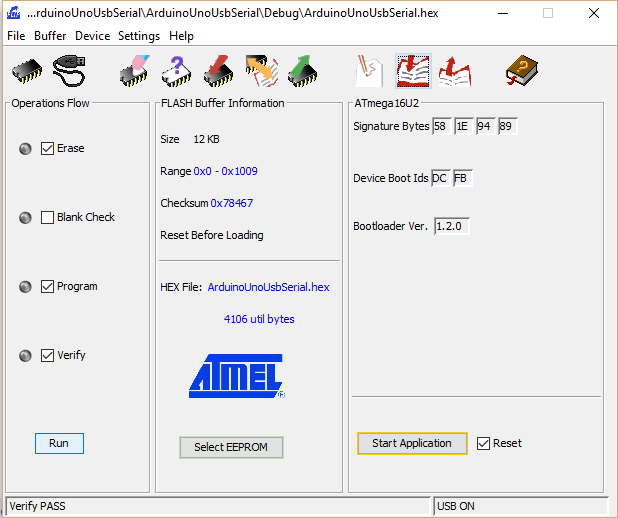 ...rduinoUnoUsbSerial\ArduinoUnoUsbSerial\Debug\ArduinoUnoUsbSerial.hex
File Buffer Device Settings Help
Operations Flow
Erase
Blank Check
Program
Verify
Run
FLASH Buffer Information
Size 12 KB
Range 0x0 - 0x1009
Checksum 0x78467
Reset Before Loading
HEX File: ArduinoUnoUsbSerial.hex
4106 util bytes
ATMEL®
Select EEPROM
ATmega16U2
Signature Bytes 58 1E 94 89
Device Boot Ids DC FB
Bootloader Ver. 1.2.0
Start Application Reset
Verify PASS
USB ON